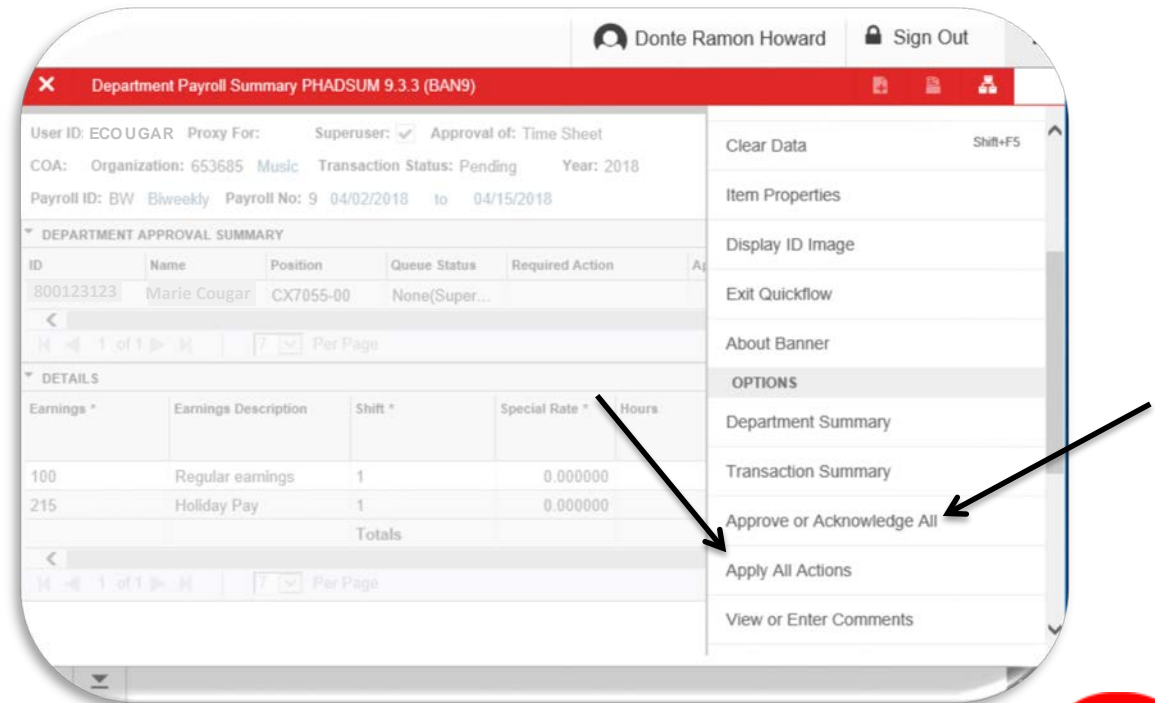 Donte Ramon Howard Sign Out
Department Payroll Summary PHADSUM 9.3.3 (BAN9)
User ID: ECOUGAR Proxy For: Superuser: Approval of: Time Sheet
COA: Organization: 653685 Music Transaction Status: Pending Year: 2018
Payroll ID: BW Biweekly Payroll No: 9 04/02/2018 to 04/15/2018
DEPARTMENT APPROVAL SUMMARY
ID Name Position Queue Status Required Action
800123123 Marie Cougar CX7055-00 None(Super...
1 of 1 7 Per Page
DETAILS
Earnings * Earnings Description Shift * Special Rate * Hours
100 Regular earnings 1 0.000000
215 Holiday Pay 1 0.000000
Totals
1 of 1 7 Per Page
Clear Data Shift+F5
Item Properties
Display ID Image
Exit Quickflow
About Banner
OPTIONS
Department Summary
Transaction Summary
Approve or Acknowledge All
Apply All Actions
View or Enter Comments